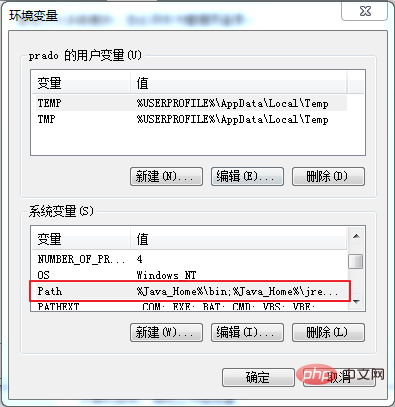 环境变量
prado 的用户变量(U)
变量 值
TEMP %USERPROFILE%\AppData\Local\Temp
TMP %USERPROFILE%\AppData\Local\Temp
新建(N)... 编辑(E)... 删除(D)
系统变量(S)
变量 值
NUMBER_OF_PR... 4
OS Windows_NT
Path %Java_Home%\bin;%Java_Home%\jre...
PATHEXT .COM;.EXE;.BAT;.CMD;.VBS;.VBE;
新建(W)... 编辑(I)... 删除(L)
确定 取消
php 中文网